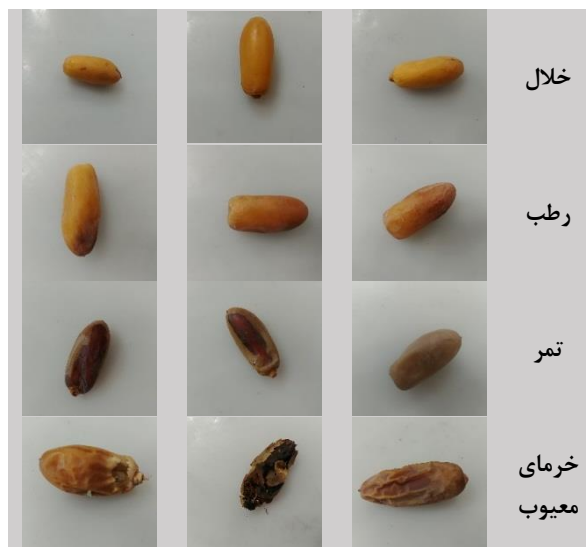 خلال
رطب
تمر
خرمای
معیوب